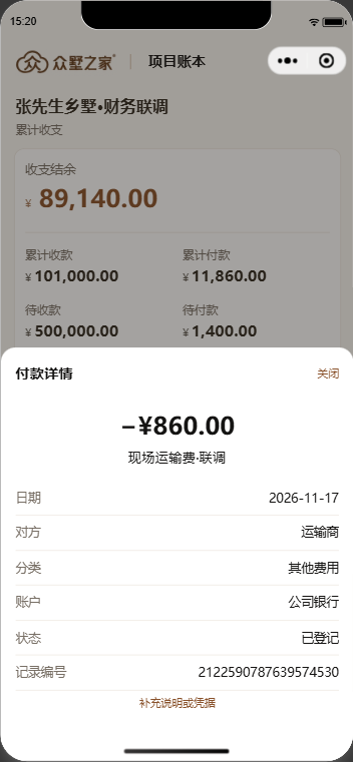 15:20
众墅之家 项目账本
张先生乡墅•财务联调
累计收支
收支结余
¥ 89,140.00
累计收款 累计付款
¥ 101,000.00 ¥ 11,860.00
待收款 待付款
¥ 500,000.00 ¥ 1,400.00
付款详情 关闭
−¥860.00
现场运输费·联调
日期 2026-11-17
对方 运输商
分类 其他费用
账户 公司银行
状态 已登记
记录编号 2122590787639574530
补充说明或凭据